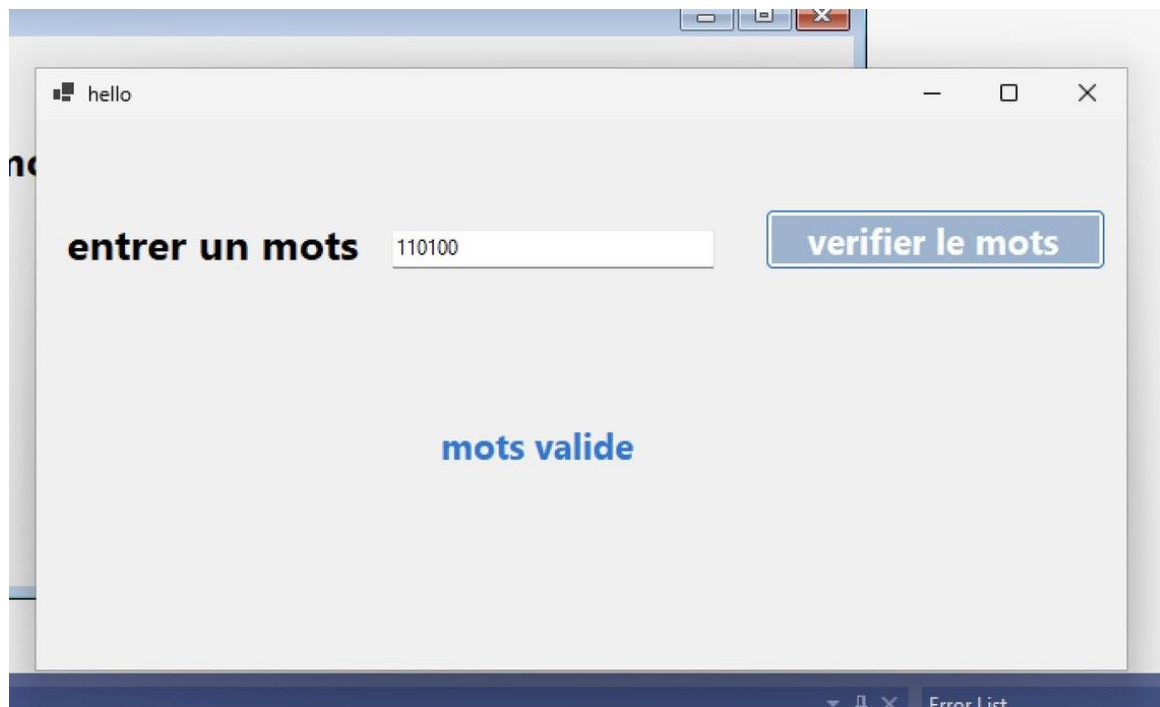 hello
entrer un mots
110100
verifier le mots
mots valide
Error List